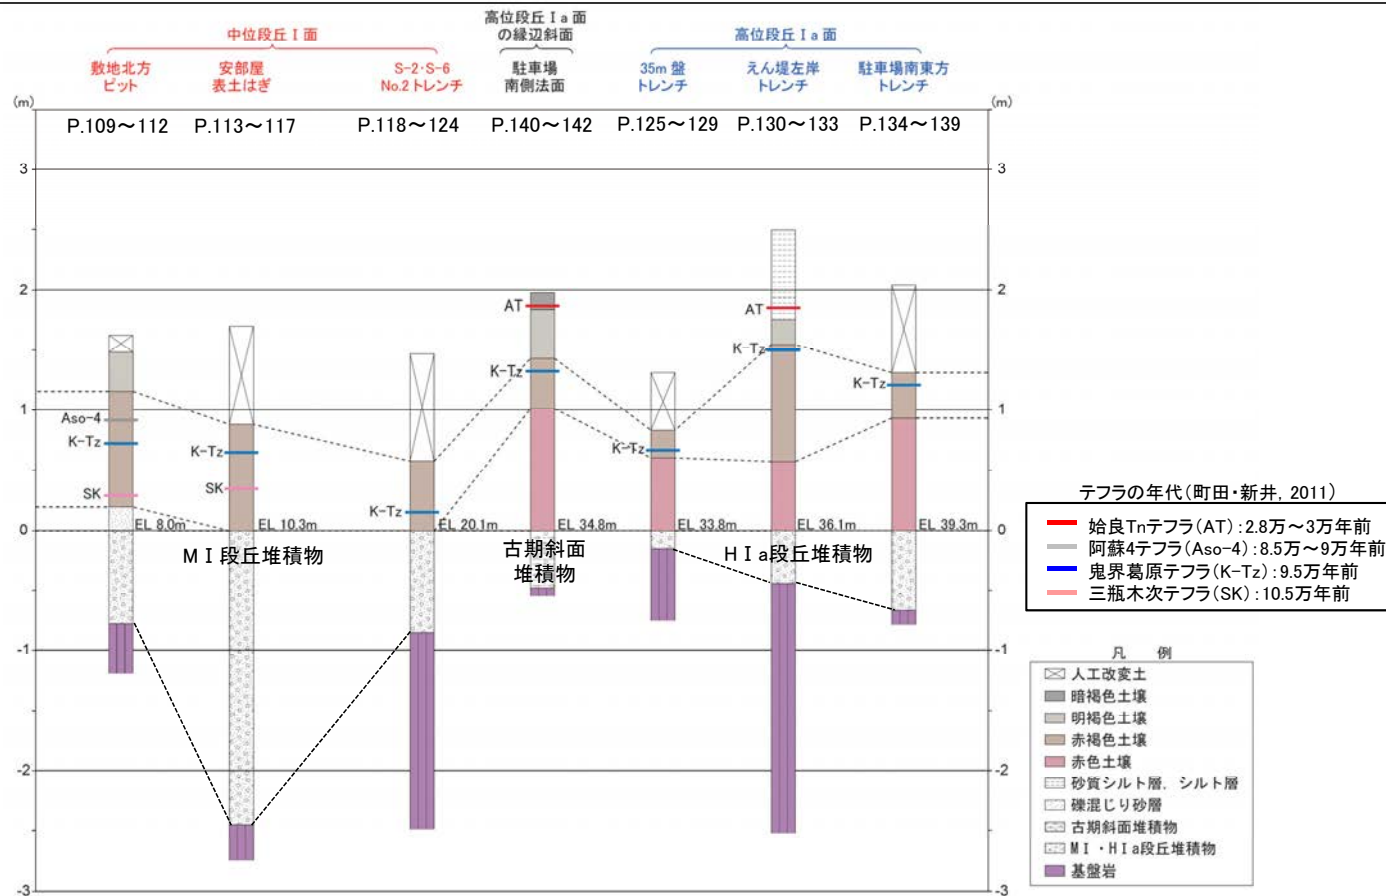 高位段丘Ⅰa面
の縁辺斜面
中位段丘Ⅰ面
高位段丘Ⅰa面
敷地北方
ピット
安部屋
表土はぎ
S-2・S-6
No.2トレンチ
駐車場
南側法面
35m盤
トレンチ
えん堤左岸
トレンチ
駐車場南東方
トレンチ
(m)
(m)
P.109～112
P.113～117
P.118～124
P.140～142
P.125～129
P.130～133
P.134～139
3
3
2
2
AT
AT
K-Tz
K-Tz
K-Tz
1
1
Aso-4
K-Tz
K-Tz
K-Tz
SK
SK
K-Tz
0
EL 8.0m
EL 10.3m
EL 20.1m
EL 34.8m
EL 33.8m
EL 36.1m
EL 39.3m
0
MⅠ段丘堆積物
古期斜面
堆積物
HⅠa段丘堆積物
-1
-1
-2
-2
-3
-3
テフラの年代(町田・新井, 2011)
姶良Tnテフラ(AT):2.8万～3万年前
阿蘇4テフラ(Aso-4):8.5万～9万年前
鬼界葛原テフラ(K-Tz):9.5万年前
三瓶木次テフラ(SK):10.5万年前
凡 例
人工改変土
暗褐色土壌
明褐色土壌
赤褐色土壌
赤色土壌
砂質シルト層, シルト層
礫混じり砂層
古期斜面堆積物
MⅠ・HⅠa段丘堆積物
基盤岩